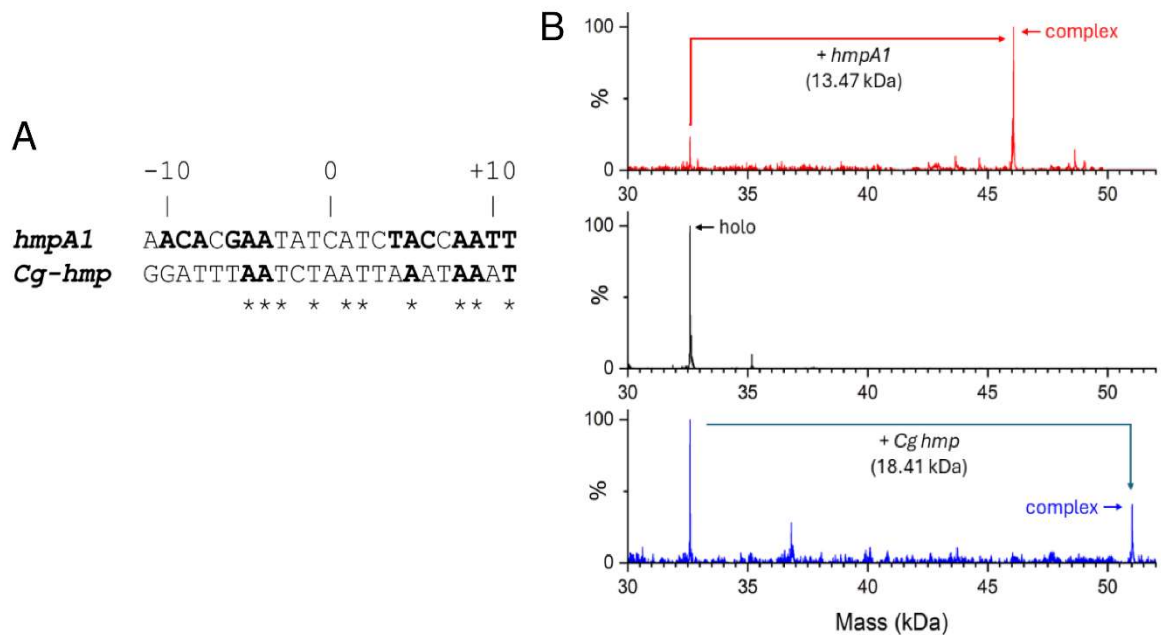 A
-10 0 +10
| | |
hmpA1 AACACGAATATCATCTACCAATT
Cg-hmp GGATTTAATCTAATTAAATAAAT
* * * * * * * * * *
B
100
%
0
complex
+ hmpA1
(13.47 kDa)
30 35 40 45 50
100
%
0
holo
30 35 40 45 50
100
%
0
+ Cg hmp
(18.41 kDa)
complex
30 35 40 45 50
Mass (kDa)